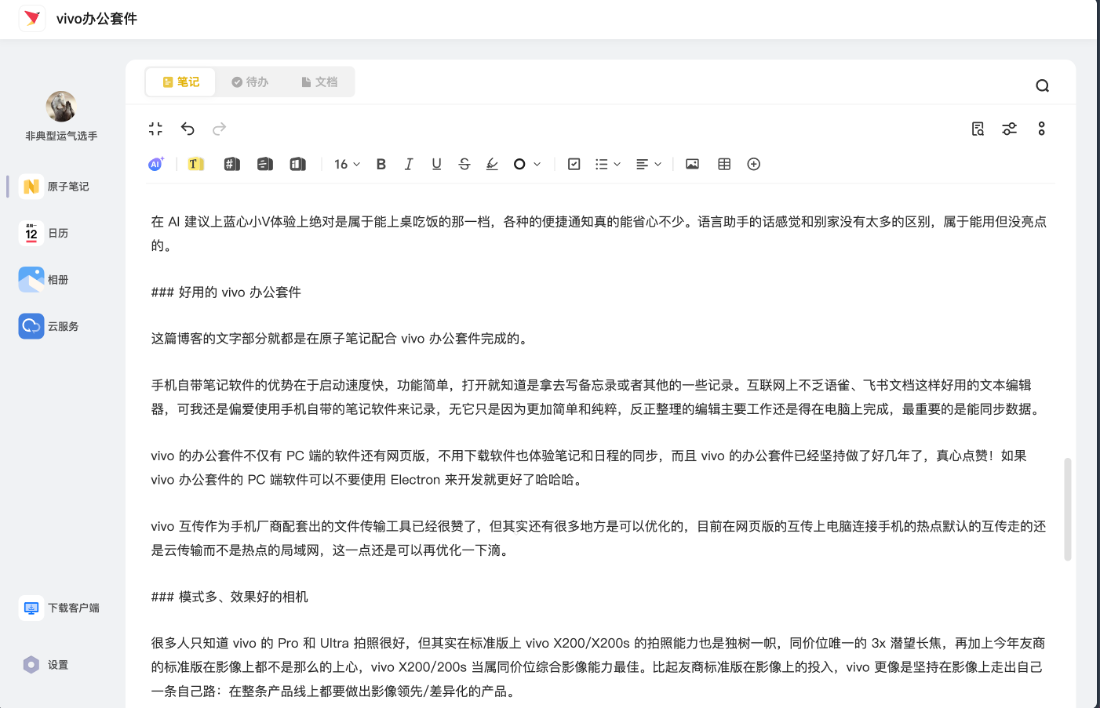 vivo办公套件
笔记
待办
文档
非典型运气选手
AI
T
16
B
I
U
S
原子笔记
12
日历
相册
云服务
在 AI 建议上蓝心小V体验上绝对是属于能上桌吃饭的那一档，各种的便捷通知真的能省心不少。语言助手的话感觉和别家没有太多的区别，属于能用但没亮点
的。
### 好用的 vivo 办公套件
这篇博客的文字部分就都是在原子笔记配合 vivo 办公套件完成的。
手机自带笔记软件的优势在于启动速度快，功能简单，打开就知道是拿去写备忘录或者其他的一些记录。互联网上不乏语雀、飞书文档这样好用的文本编辑
器，可我还是偏爱使用手机自带的笔记软件来记录，无它只是因为更加简单和纯粹，反正整理的编辑主要工作还是得在电脑上完成，最重要的是能同步数据。
vivo 的办公套件不仅有 PC 端的软件还有网页版，不用下载软件也体验笔记和日程的同步，而且 vivo 的办公套件已经坚持做了好几年了，真心点赞！如果
vivo 办公套件的 PC 端软件可以不要使用 Electron 来开发就更好了哈哈哈。
vivo 互传作为手机厂商配套出的文件传输工具已经很赞了，但其实还有很多地方是可以优化的，目前在网页版的互传上电脑连接手机的热点默认的互传走的还
是云传输而不是热点的局域网，这一点还是可以再优化一下滴。
### 模式多、效果好的相机
很多人只知道 vivo 的 Pro 和 Ultra 拍照很好，但其实在标准版上 vivo X200/X200s 的拍照能力也是独树一帜，同价位唯一的 3x 潜望长焦，再加上今年友商
的标准版在影像上都不是那么的上心，vivo X200/200s 当属同价位综合影像能力最佳。比起友商标准版在影像上的投入，vivo 更像是坚持在影像上走出自己
一条自己路：在整条产品线上都要做出影像领先/差异化的产品。
下载客户端
设置